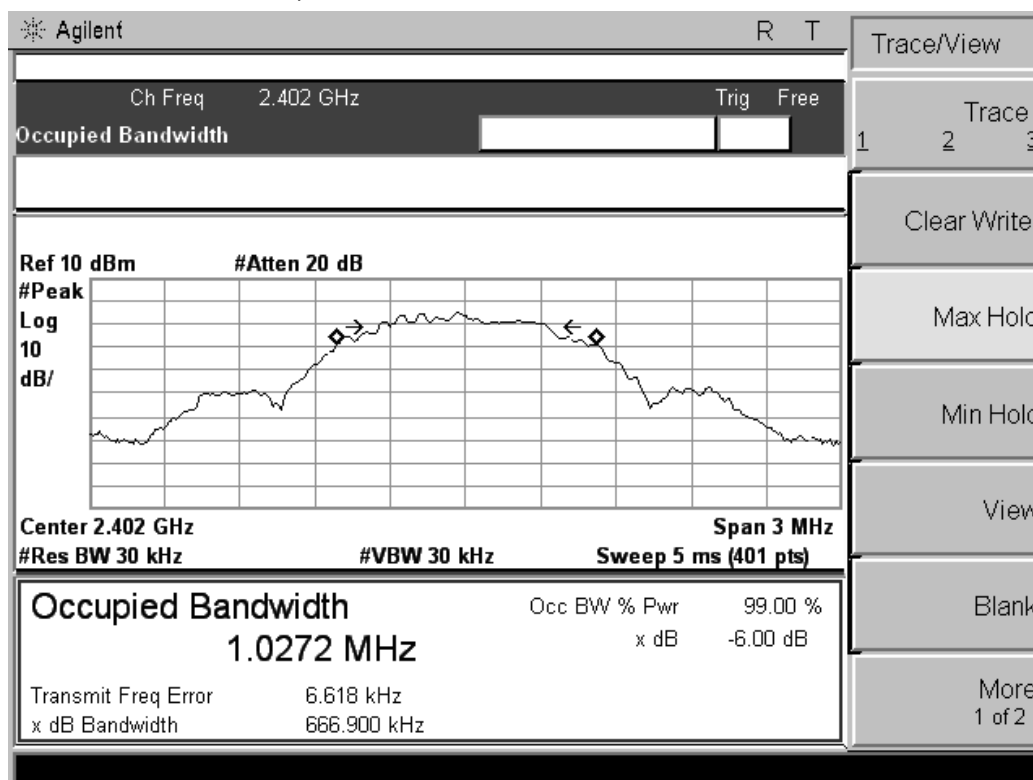 Agilent R T
Trace/View
Ch Freq 2.402 GHz Trig Free
Occupied Bandwidth
Trace
1 2 3
Clear Write
Max Hold
Min Hold
View
Blank
More
1 of 2
Ref 10 dBm #Atten 20 dB
#Peak
Log
10
dB/
Center 2.402 GHz Span 3 MHz
#Res BW 30 kHz #VBW 30 kHz Sweep 5 ms (401 pts)
Occupied Bandwidth
1.0272 MHz
Occ BW % Pwr 99.00 %
x dB -6.00 dB
Transmit Freq Error 6.618 kHz
x dB Bandwidth 666.900 kHz